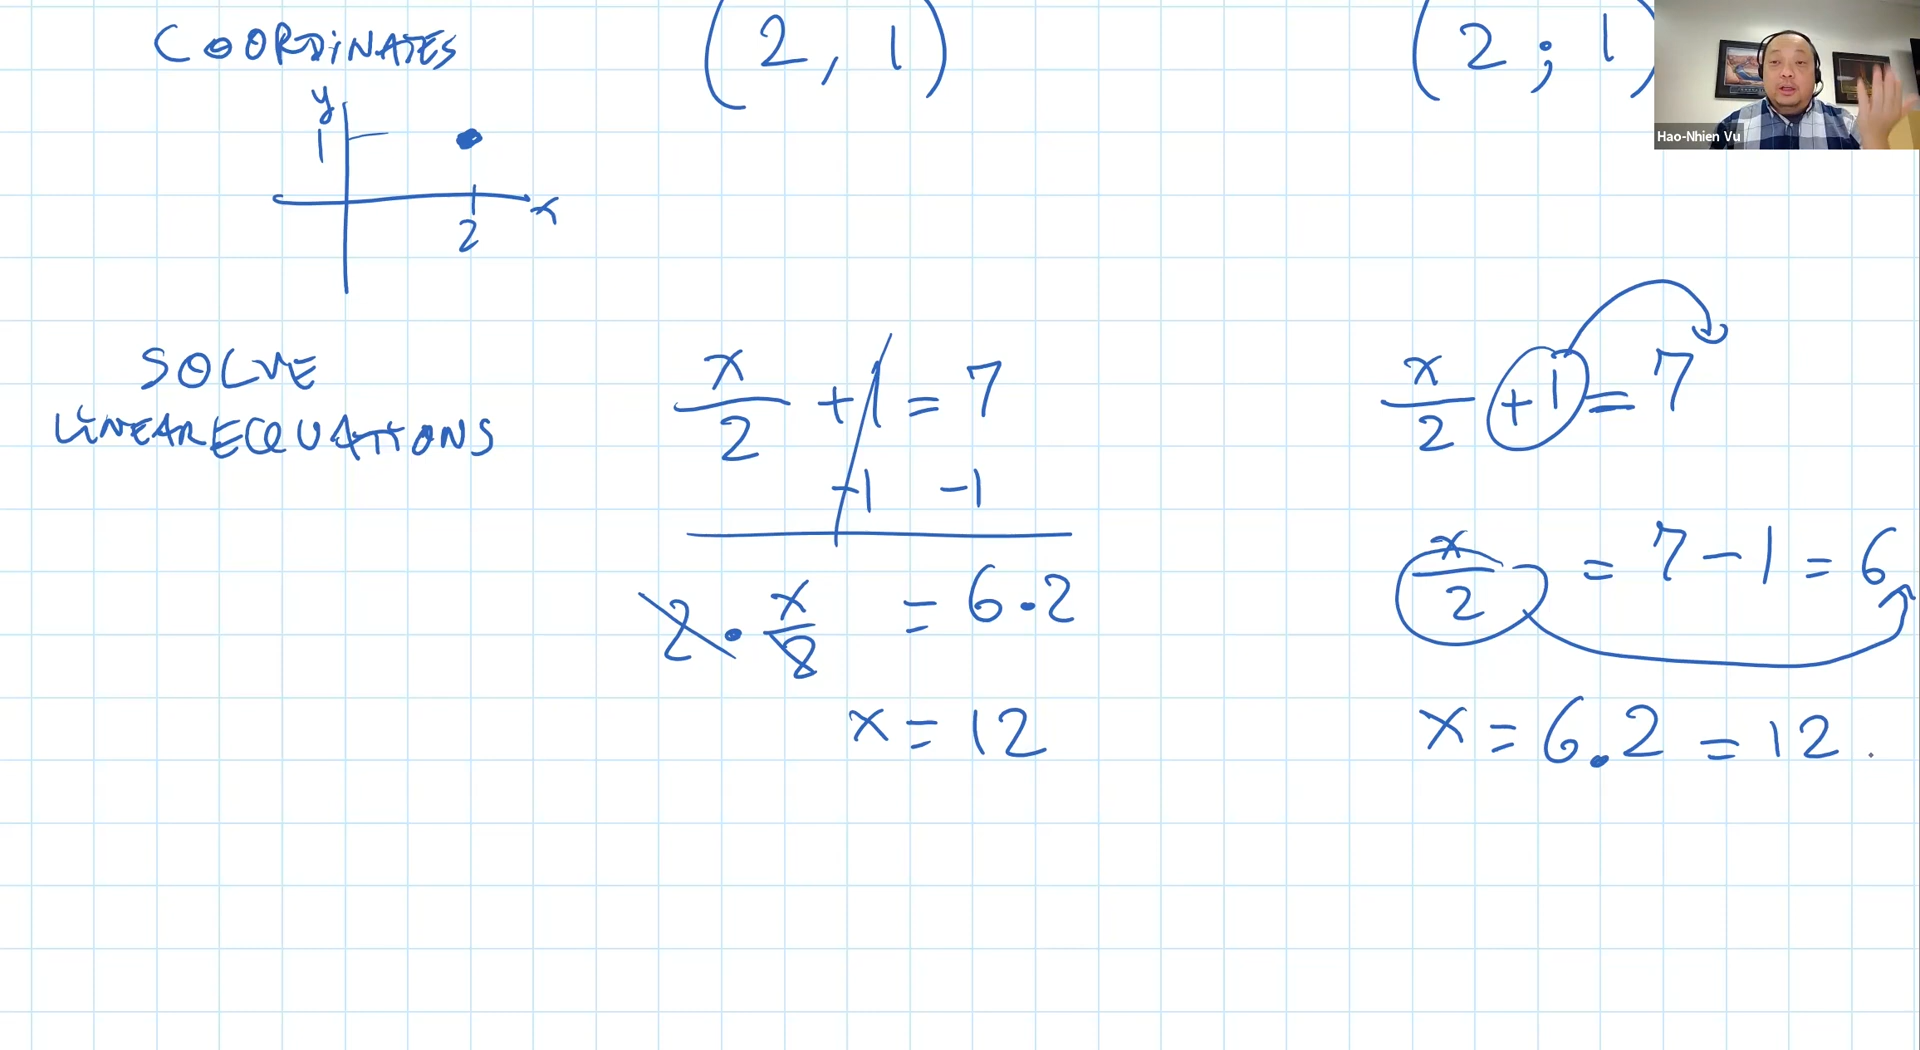 COORDINATES
(2, 1)
(2; 1)
Hao-Nhien Vu
y
1
x
2
SOLVE
LINEAR EQUATIONS
x/2 + 1 = 7
-1 -1
2 · x/2 = 6 · 2
x = 12
x/2 + 1 = 7
x/2 = 7 - 1 = 6
x = 6 . 2 = 12 .